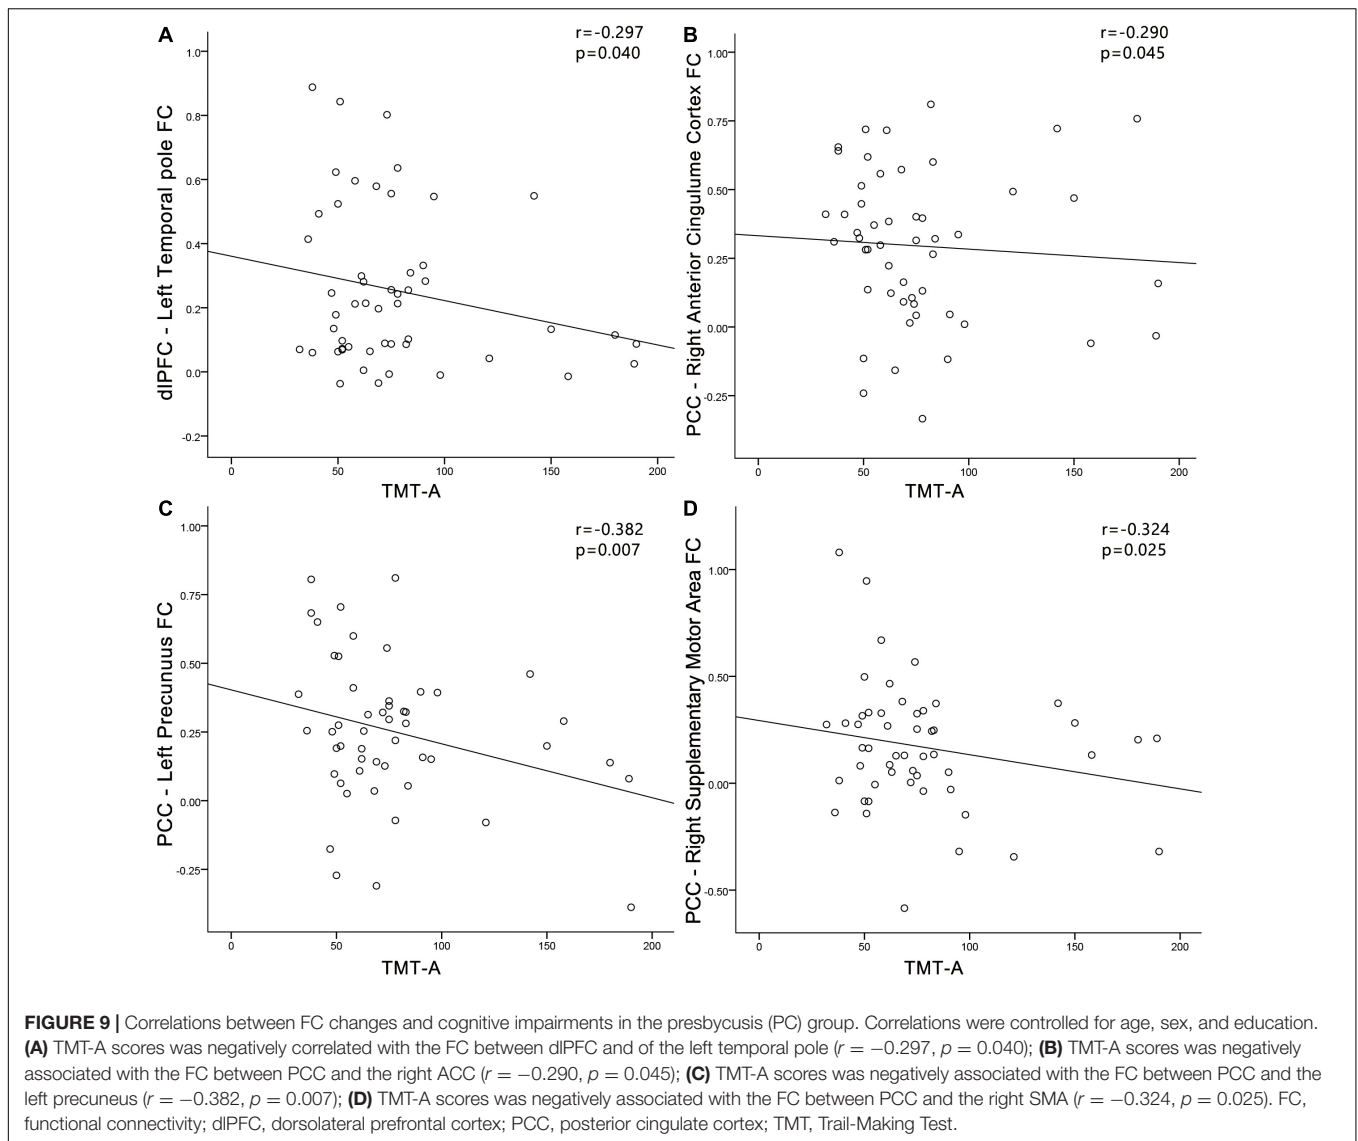 A
r=-0.297
p=0.040
dlPFC - Left Temporal pole FC
1.0
0.8
0.6
0.4
0.2
0.0
-0.2
0 50 100 150 200
TMT-A
B
r=-0.290
p=0.045
PCC - Right Anterior Cingulume Cortex FC
1.00
0.75
0.50
0.25
0.00
-0.25
0 50 100 150 200
TMT-A
C
r=-0.382
p=0.007
PCC - Left Precunuus FC
1.00
0.75
0.50
0.25
0.00
-0.25
0 50 100 150 200
TMT-A
D
r=-0.324
p=0.025
PCC - Right Supplementary Motor Area FC
1.00
0.50
0.00
-0.50
0 50 100 150 200
TMT-A
FIGURE 9 | Correlations between FC changes and cognitive impairments in the presbycusis (PC) group. Correlations were controlled for age, sex, and education.
(A) TMT-A scores was negatively correlated with the FC between dlPFC and of the left temporal pole (r = −0.297, p = 0.040); (B) TMT-A scores was negatively
associated with the FC between PCC and the right ACC (r = −0.290, p = 0.045); (C) TMT-A scores was negatively associated with the FC between PCC and the
left precuneus (r = −0.382, p = 0.007); (D) TMT-A scores was negatively associated with the FC between PCC and the right SMA (r = −0.324, p = 0.025). FC,
functional connectivity; dlPFC, dorsolateral prefrontal cortex; PCC, posterior cingulate cortex; TMT, Trail-Making Test.